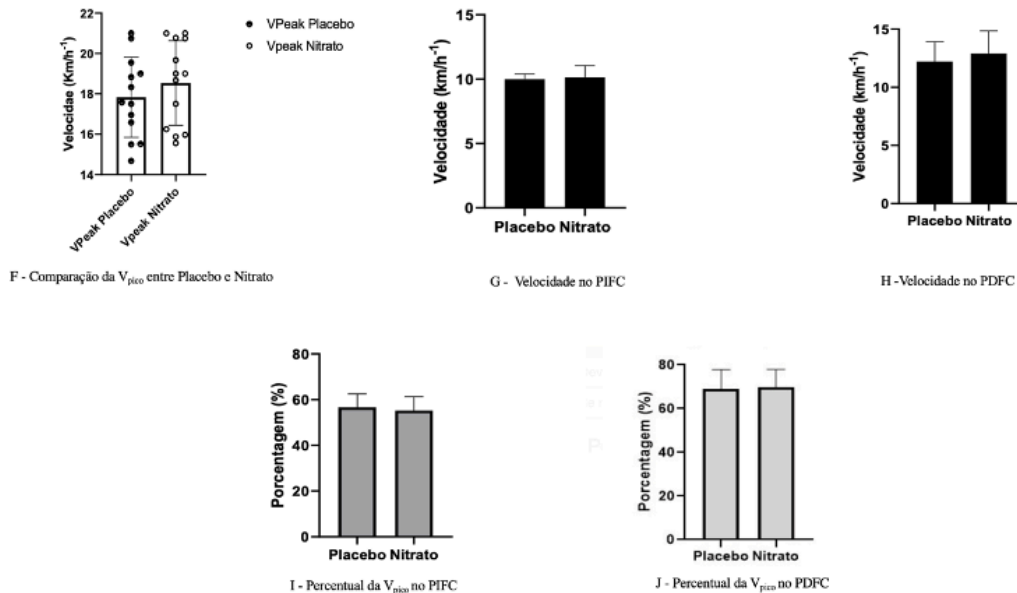 Velocidae (Km/h⁻¹)
22
20
18
16
14
VPeak Placebo
Vpeak Nitrato
VPeak Placebo
Vpeak Nitrato
F - Comparação da Vpico entre Placebo e Nitrato
Velocidade (km/h⁻¹)
15
10
5
0
Placebo Nitrato
G - Velocidade no PIFC
Velocidade (km/h⁻¹)
15
10
5
0
Placebo Nitrato
H -Velocidade no PDFC
Porcentagem (%)
80
60
40
20
0
Placebo Nitrato
I - Percentual da Vpico no PIFC
Porcentagem (%)
80
60
40
20
0
Placebo Nitrato
J - Percentual da Vpico no PDFC